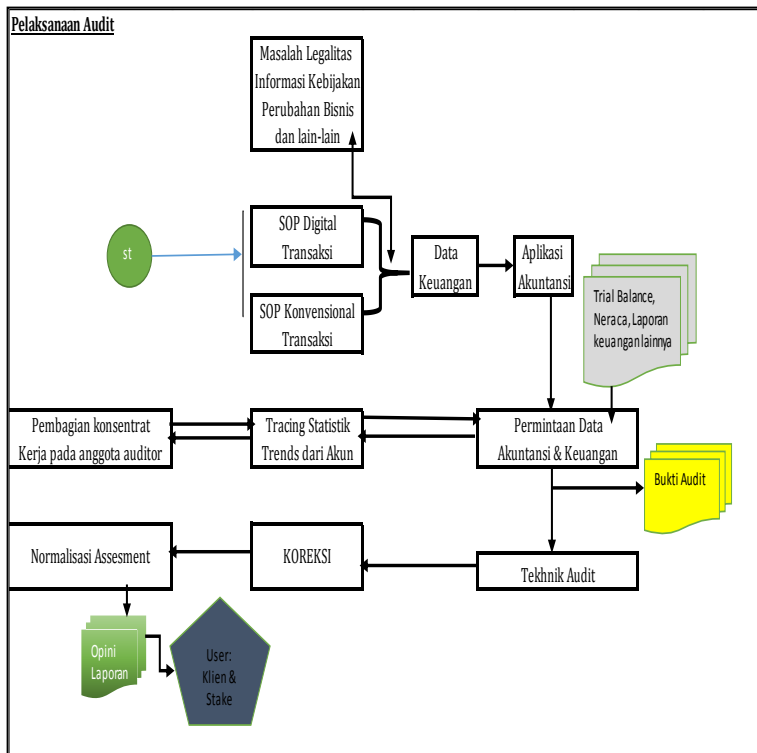 Pelaksanaan Audit
Masalah Legalitas
Informasi Kebijakan
Perubahan Bisnis
dan lain-lain
st
SOP Digital
Transaksi
SOP Konvensional
Transaksi
Data
Keuangan
Aplikasi
Akuntansi
Trial Balance,
Neraca, Laporan
keuangan lainnya
Pembagian konsentrat
Kerja pada anggota auditor
Tracing Statistik
Trends dari Akun
Permintaan Data
Akuntansi & Keuangan
Bukti Audit
Normalisasi Assesment
KOREKSI
Tekhnik Audit
Opini
Laporan
User:
Klien &
Stake